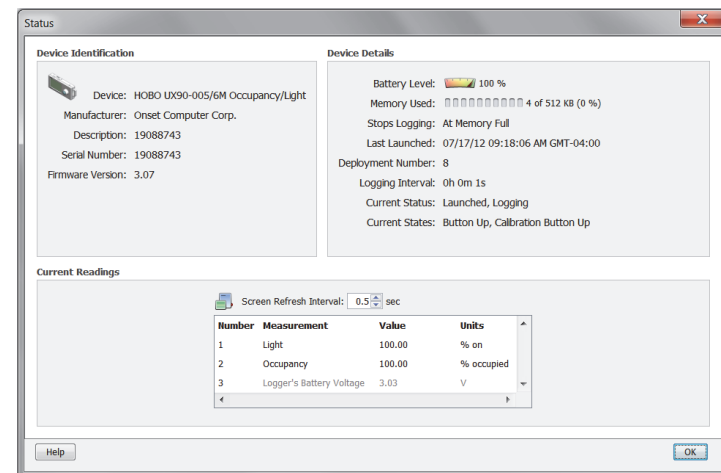 Status
Device Identification
Device: HOBO UX90-005/6M Occupancy/Light
Manufacturer: Onset Computer Corp.
Description: 19088743
Serial Number: 19088743
Firmware Version: 3.07
Device Details
Battery Level: 100 %
Memory Used: 4 of 512 KB (0 %)
Stops Logging: At Memory Full
Last Launched: 07/17/12 09:18:06 AM GMT-04:00
Deployment Number: 8
Logging Interval: 0h 0m 1s
Current Status: Launched, Logging
Current States: Button Up, Calibration Button Up
Current Readings
Screen Refresh Interval: 0.5 sec
Number Measurement Value Units
1 Light 100.00 % on
2 Occupancy 100.00 % occupied
3 Logger's Battery Voltage 3.03 V
Help OK